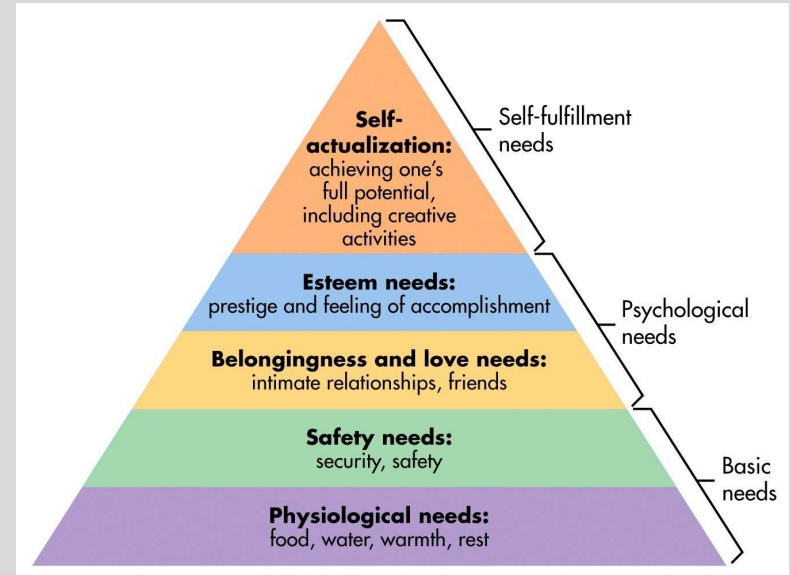 Self-
actualization:
achieving one's
full potential,
including creative
activities
Self-fulfillment
needs
Esteem needs:
prestige and feeling of accomplishment
Psychological
needs
Belongingness and love needs:
intimate relationships, friends
Safety needs:
security, safety
Basic
needs
Physiological needs:
food, water, warmth, rest